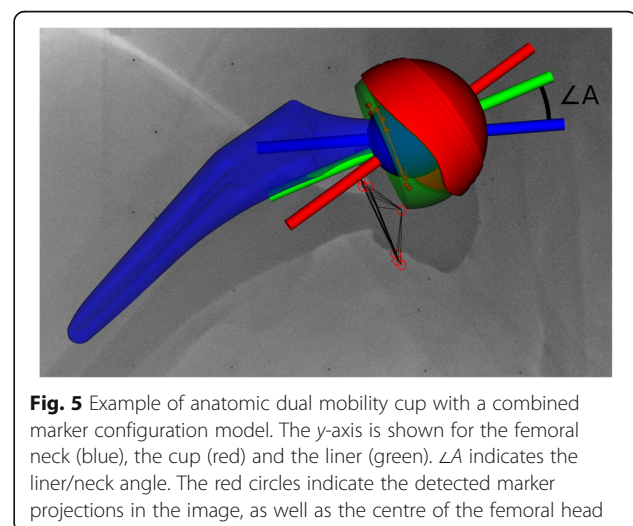 ∠A
Fig. 5 Example of anatomic dual mobility cup with a combined
marker configuration model. The y-axis is shown for the femoral
neck (blue), the cup (red) and the liner (green). ∠A indicates the
liner/neck angle. The red circles indicate the detected marker
projections in the image, as well as the centre of the femoral head